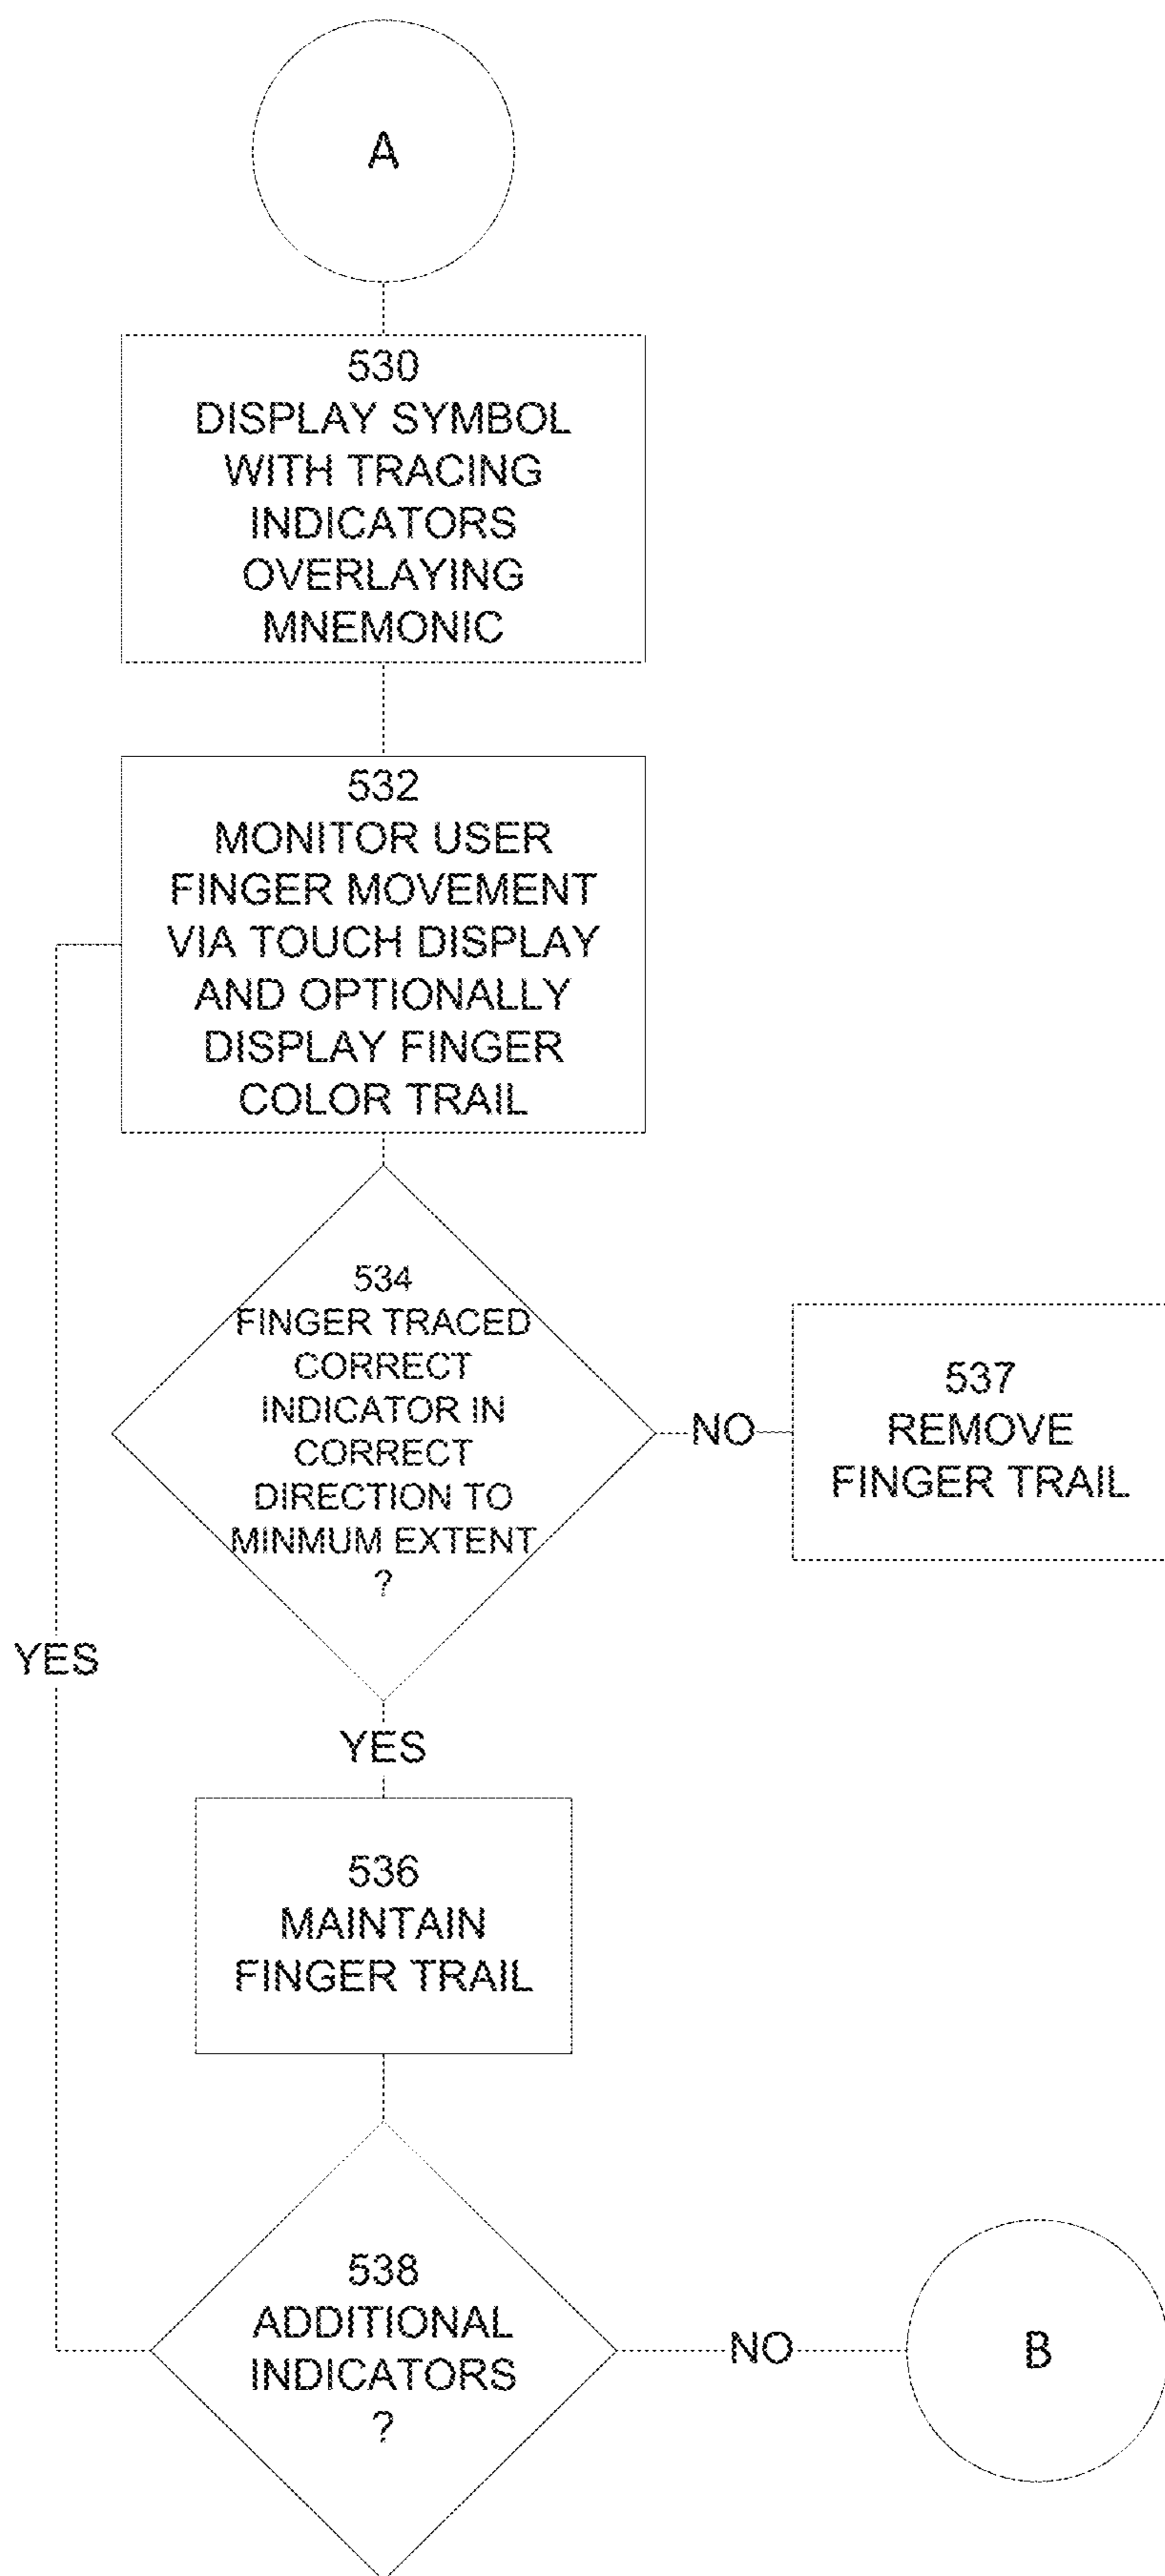 A
530
DISPLAY SYMBOL
WITH TRACING
INDICATORS
OVERLAYING
MNEMONIC
532
MONITOR USER
FINGER MOVEMENT
VIA TOUCH DISPLAY
AND OPTIONALLY
DISPLAY FINGER
COLOR TRAIL
534
FINGER TRACED
CORRECT
INDICATOR IN
CORRECT
DIRECTION TO
MINMUM EXTENT
?
NO
537
REMOVE
FINGER TRAIL
YES
YES
536
MAINTAIN
FINGER TRAIL
538
ADDITIONAL
INDICATORS
?
NO
B